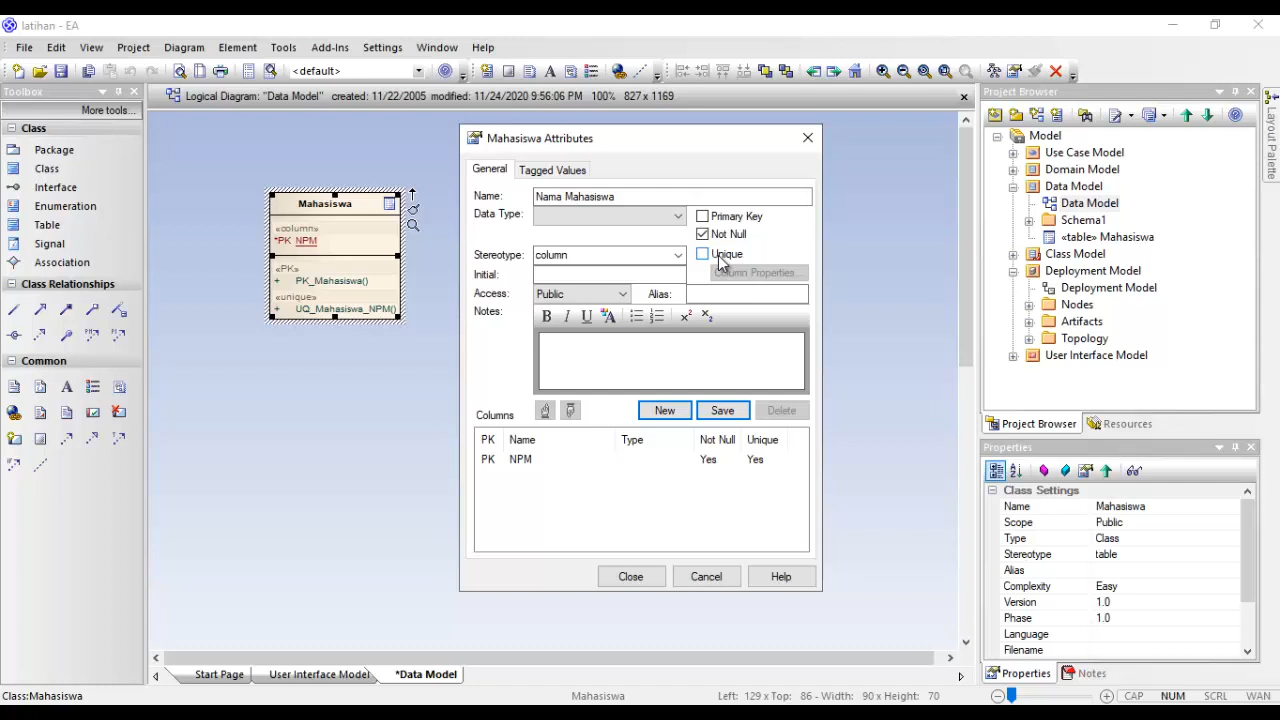 latihan - EA
File Edit View Project Diagram Element Tools Add-Ins Settings Window Help
<default>
Toolbox
More tools...
Class
Package
Class
Interface
Enumeration
Table
Signal
Association
Class Relationships
Common
Logical Diagram: "Data Model" created: 11/22/2005 modified: 11/24/2020 9:56:06 PM 100% 827 x 1169
Mahasiswa
«column»
*PK NPM
«PK»
+ PK_Mahasiswa()
«unique»
+ UQ_Mahasiswa_NPM()
Mahasiswa Attributes
General Tagged Values
Name: Nama Mahasiswa
Data Type: Primary Key
Not Null
Stereotype: column Unique
Initial: Column Properties...
Access: Public Alias:
Notes: B I U A
Columns New Save Delete
PK Name Type Not Null Unique
PK NPM Yes Yes
Close Cancel Help
Start Page User Interface Model *Data Model
Project Browser
Model
Use Case Model
Domain Model
Data Model
Data Model
Schema1
«table» Mahasiswa
Class Model
Deployment Model
Deployment Model
Nodes
Artifacts
Topology
User Interface Model
Project Browser Resources
Layout Palette
Properties
Class Settings
Name Mahasiswa
Scope Public
Type Class
Stereotype table
Alias
Complexity Easy
Version 1.0
Phase 1.0
Language
Filename
Properties Notes
Class:Mahasiswa Mahasiswa Left: 129 x Top: 86 - Width: 90 x Height: 70 CAP NUM SCRL WAN